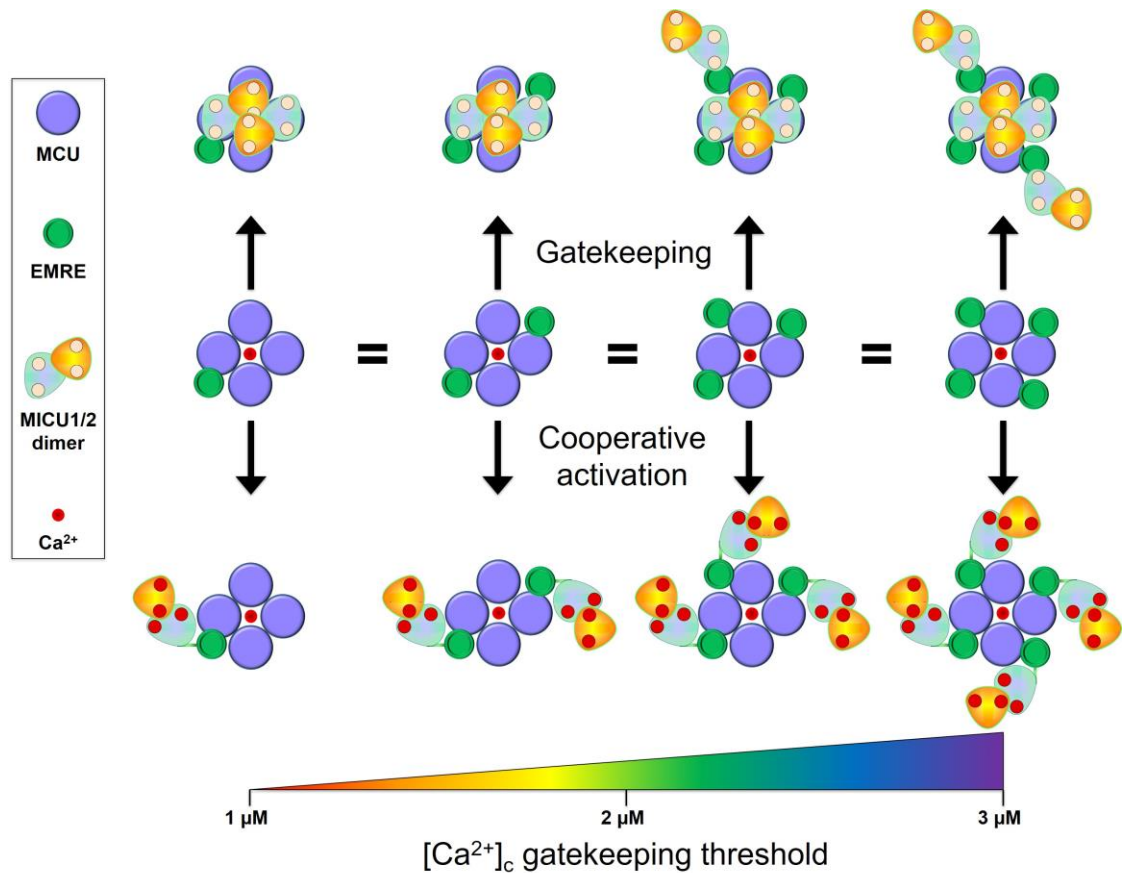 MCU
EMRE
MICU1/2
dimer
Ca²⁺
Gatekeeping
= = =
Cooperative
activation
1 µM 2 µM 3 µM
[Ca²⁺]c gatekeeping threshold